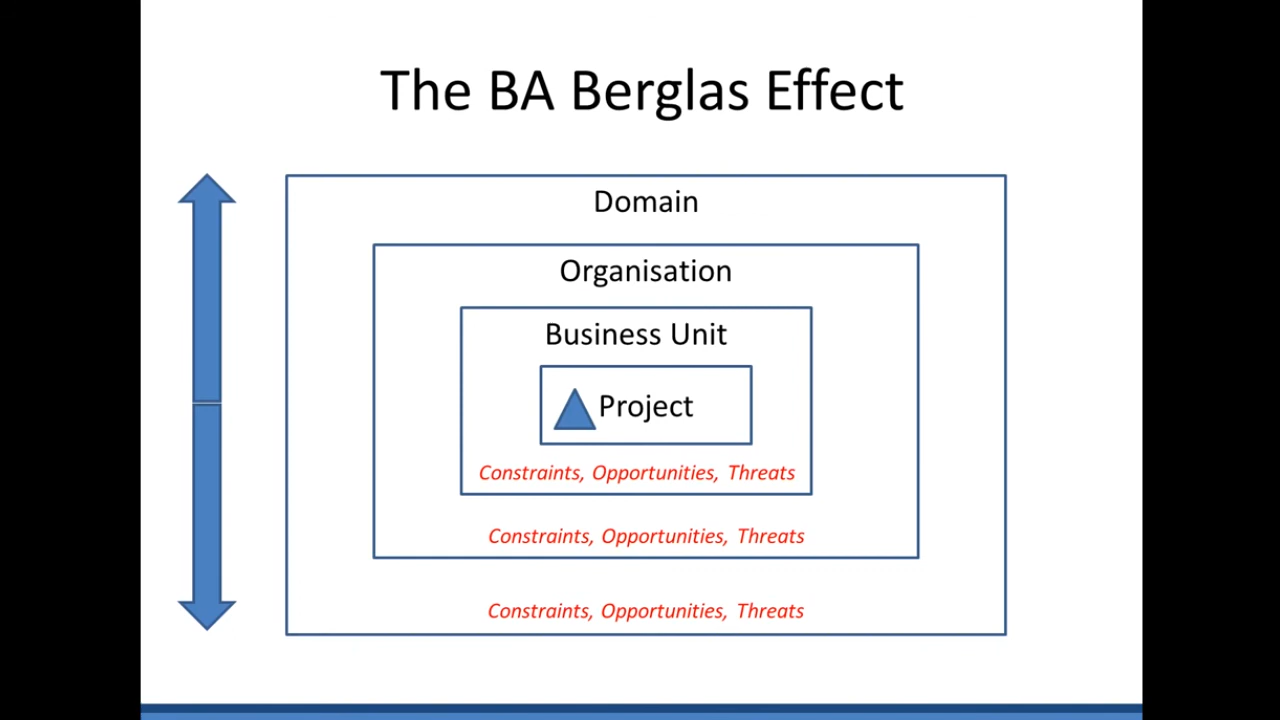 The BA Berglas Effect
Domain
Organisation
Business Unit
Project
Constraints, Opportunities, Threats
Constraints, Opportunities, Threats
Constraints, Opportunities, Threats